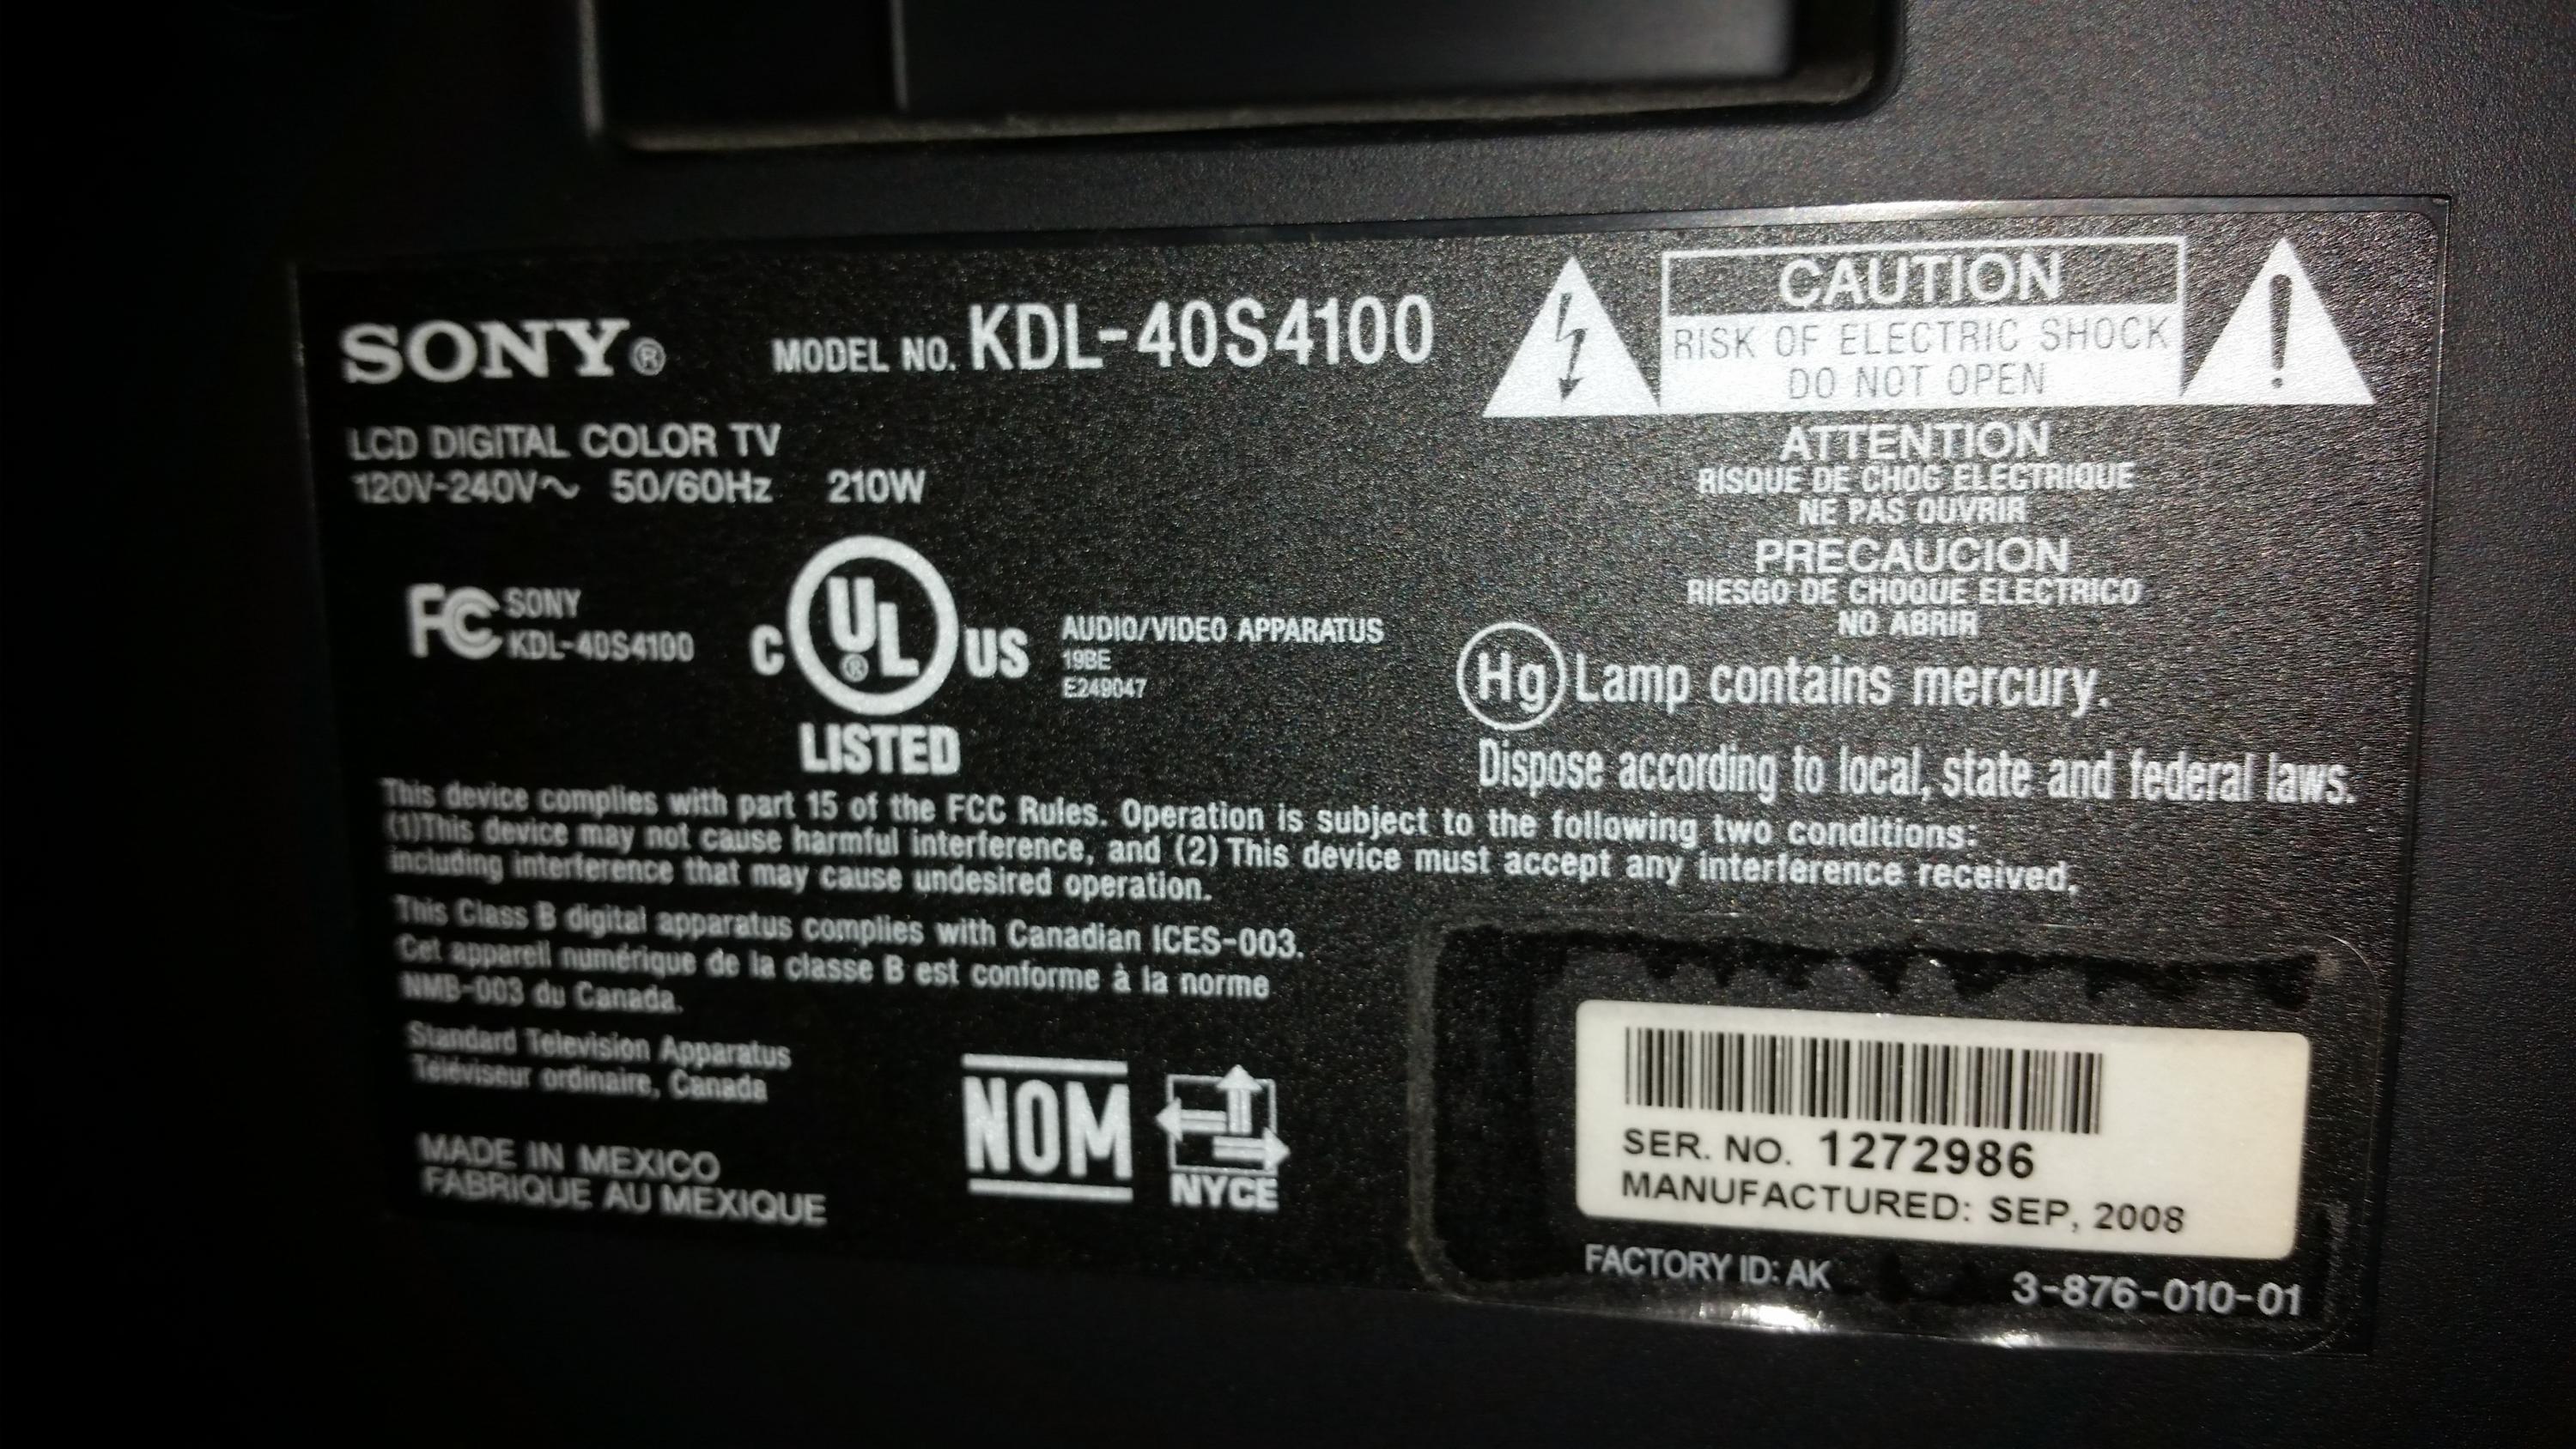 SONY® MODEL NO. KDL-40S4100
LCD DIGITAL COLOR TV
120V-240V～ 50/60Hz 210W
FC SONY
KDL-40S4100
C UL® US
LISTED
AUDIO/VIDEO APPARATUS
19BE
E249047
CAUTION
RISK OF ELECTRIC SHOCK
DO NOT OPEN
ATTENTION
RISQUE DE CHOC ELECTRIQUE
NE PAS OUVRIR
PRECAUCION
RIESGO DE CHOQUE ELECTRICO
NO ABRIR
Hg Lamp contains mercury.
Dispose according to local, state and federal laws.
This device complies with part 15 of the FCC Rules. Operation is subject to the following two conditions:
(1)This device may not cause harmful interference, and (2) This device must accept any interference received,
including interference that may cause undesired operation.
This Class B digital apparatus complies with Canadian ICES-003.
Cet appareil numérique de la classe B est conforme à la norme
NMB-003 du Canada.
Standard Television Apparatus
Téléviseur ordinaire, Canada
MADE IN MEXICO
FABRIQUE AU MEXIQUE
NOM
NYCE
SER. NO. 1272986
MANUFACTURED: SEP, 2008
FACTORY ID: AK
3-876-010-01